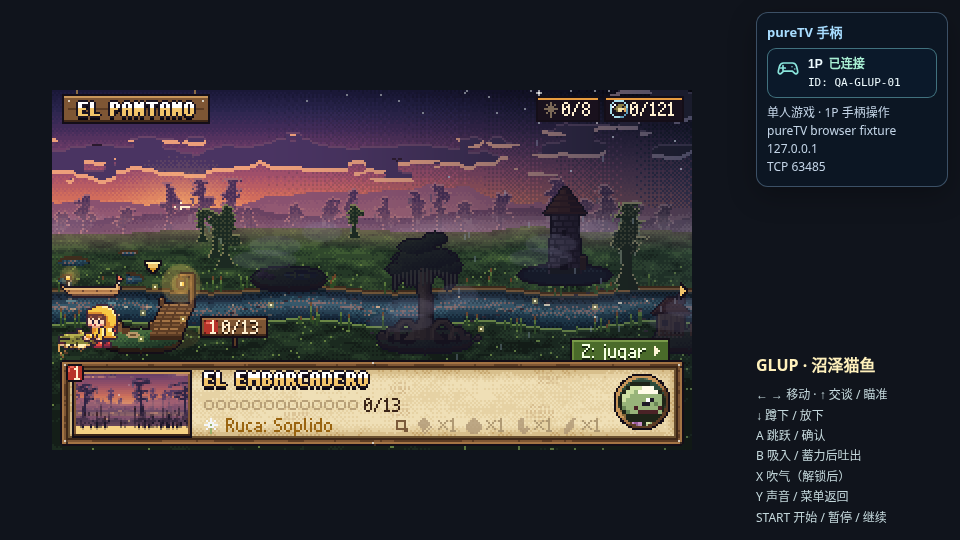 EL PANTANO
0/8
0/121
1 0/13
Z: jugar
1
EL EMBARCADERO
0/13
Ruca: Soplido
x1
x1
x1
x1
pureTV 手柄
1P 已连接
ID: QA-GLUP-01
单人游戏 · 1P 手柄操作
pureTV browser fixture
127.0.0.1
TCP 63485
GLUP · 沼泽猫鱼
← → 移动 · ↑ 交谈 / 瞄准
↓ 蹲下 / 放下
A 跳跃 / 确认
B 吸入 / 蓄力后吐出
X 吹气（解锁后）
Y 声音 / 菜单返回
START 开始 / 暂停 / 继续